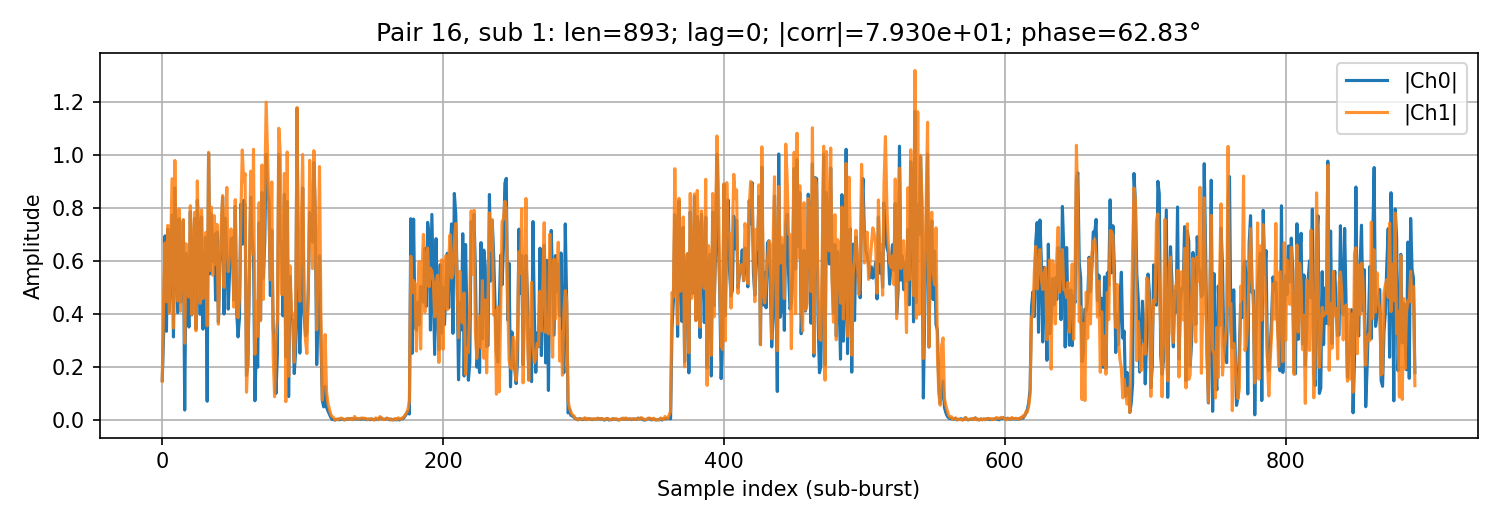 Pair 16, sub 1: len=893; lag=0; |corr|=7.930e+01; phase=62.83°
|Ch0|
|Ch1|
Amplitude
1.2
1.0
0.8
0.6
0.4
0.2
0.0
0
200
400
600
800
Sample index (sub-burst)